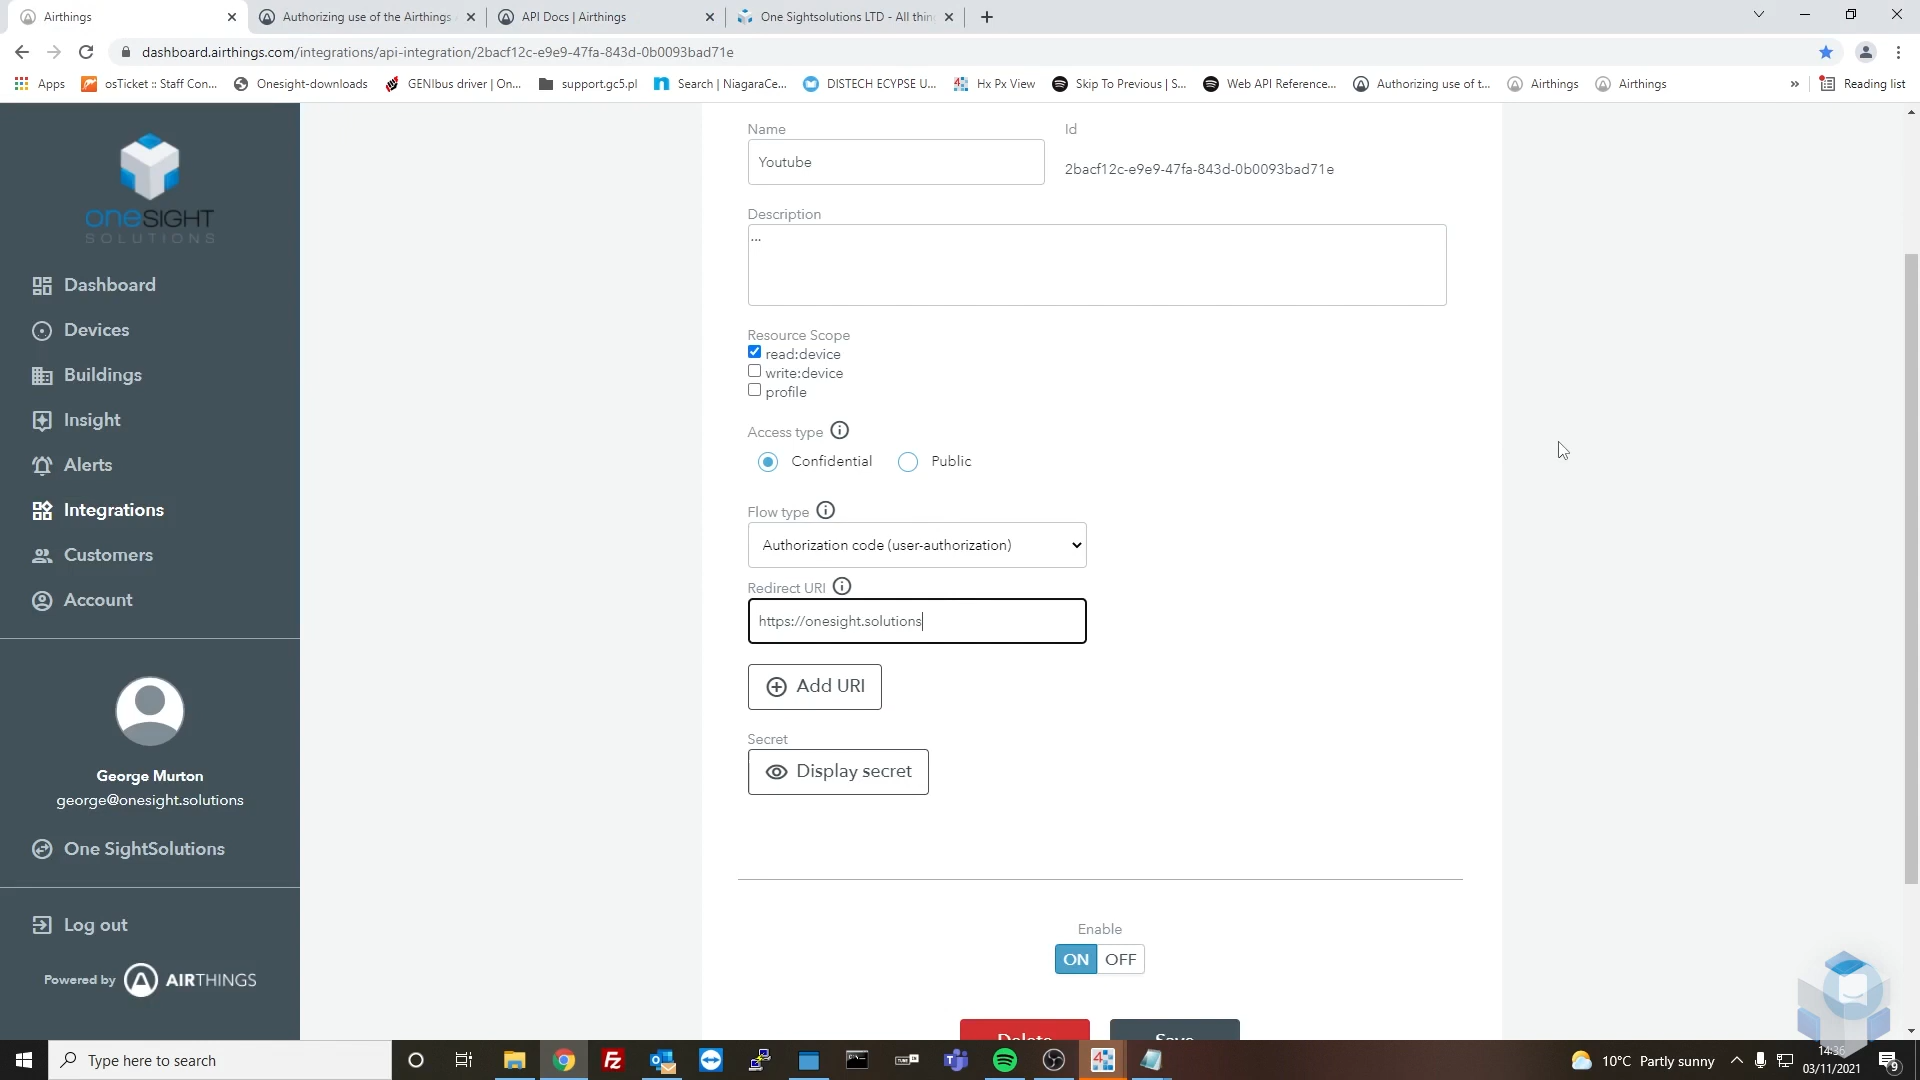 Airthings
Authorizing use of the Airthings
API Docs | Airthings
One Sightsolutions LTD - All thin
dashboard.airthings.com/integrations/api-integration/2bacf12c-e9e9-47fa-843d-0b0093bad71e
Apps
osTicket :: Staff Con...
Onesight-downloads
GENIbus driver | On...
support.gc5.pl
Search | NiagaraCe...
DISTECH ECYPSE U...
Hx Px View
Skip To Previous | S...
Web API Reference...
Authorizing use of t...
Airthings
Airthings
»
Reading list
oneSIGHT
SOLUTIONS
Dashboard
Devices
Buildings
Insight
Alerts
Integrations
Customers
Account
George Murton
george@onesight.solutions
One SightSolutions
Log out
Powered by AIRTHINGS
Name
Youtube
Id
2bacf12c-e9e9-47fa-843d-0b0093bad71e
Description
...
Resource Scope
read:device
write:device
profile
Access type
Confidential
Public
Flow type
Authorization code (user-authorization)
Redirect URI
https://onesight.solutions
Add URI
Secret
Display secret
Enable
ON OFF
Delete
Save
Type here to search
10°C Partly sunny
14:36
03/11/2021
9